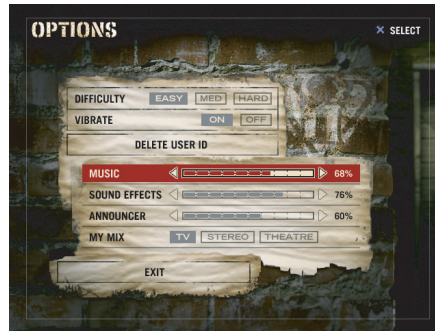 OPTIONS
✕ SELECT
DIFFICULTY EASY MED HARD
VIBRATE ON OFF
DELETE USER ID
MUSIC 68%
SOUND EFFECTS 76%
ANNOUNCER 60%
MY MIX TV STEREO THEATRE
EXIT